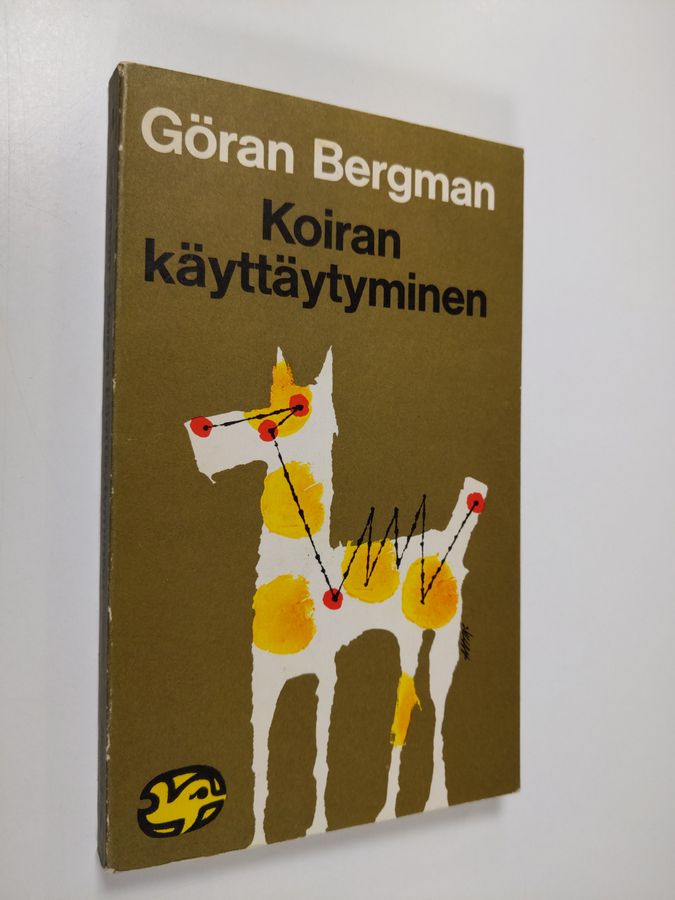 Göran Bergman
Koiran
käyttäytyminen